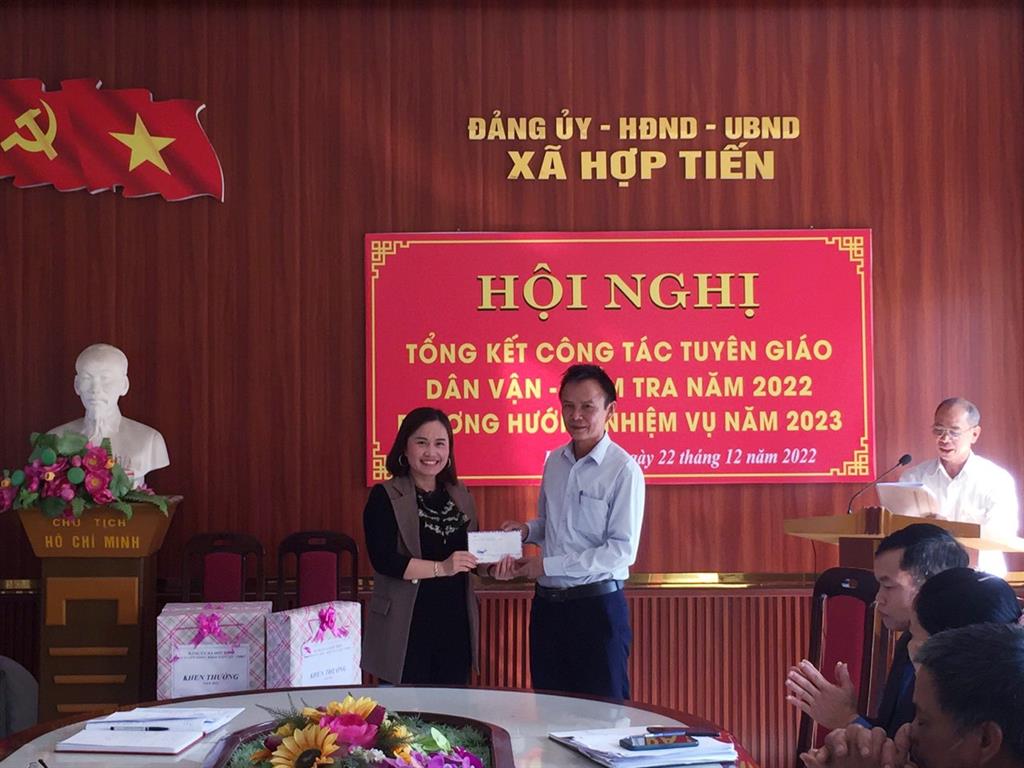 ĐẢNG ỦY - HĐND - UBND
XÃ HỢP TIẾN
HỘI NGHỊ
TỔNG KẾT CÔNG TÁC TUYÊN GIÁO
DÂN VẬN - TRA NĂM 2022
NHIỆM VỤ NĂM 2023
22 tháng 12 năm 2022
CHỦ TỊCH
HỒ CHÍ MINH
KHEN THƯỞNG
KHEN THƯỞNG